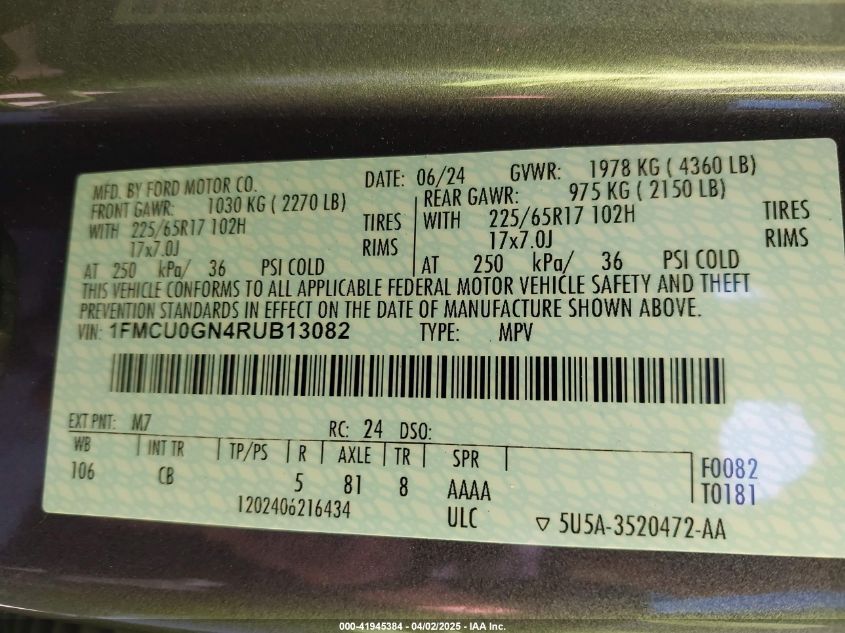 MFD. BY FORD MOTOR CO. DATE: 06/24 GVWR: 1978 KG ( 4360 LB)
FRONT GAWR: 1030 KG ( 2270 LB) REAR GAWR: 975 KG ( 2150 LB)
WITH 225/65R17 102H TIRES WITH 225/65R17 102H TIRES
17x7.0J RIMS 17x7.0J RIMS
AT 250 kPa/ 36 PSI COLD AT 250 kPa/ 36 PSI COLD
THIS VEHICLE CONFORMS TO ALL APPLICABLE FEDERAL MOTOR VEHICLE SAFETY AND THEFT
PREVENTION STANDARDS IN EFFECT ON THE DATE OF MANUFACTURE SHOWN ABOVE.
VIN: 1FMCU0GN4RUB13082 TYPE: MPV
EXT PNT: M7 RC: 24 DSO:
WB INT TR TP/PS R AXLE TR SPR F0082
106 CB 5 81 8 AAAA T0181
1202406216434 ULC ▽ 5U5A-3520472-AA
000-41945384 - 04/02/2025 - IAA Inc.